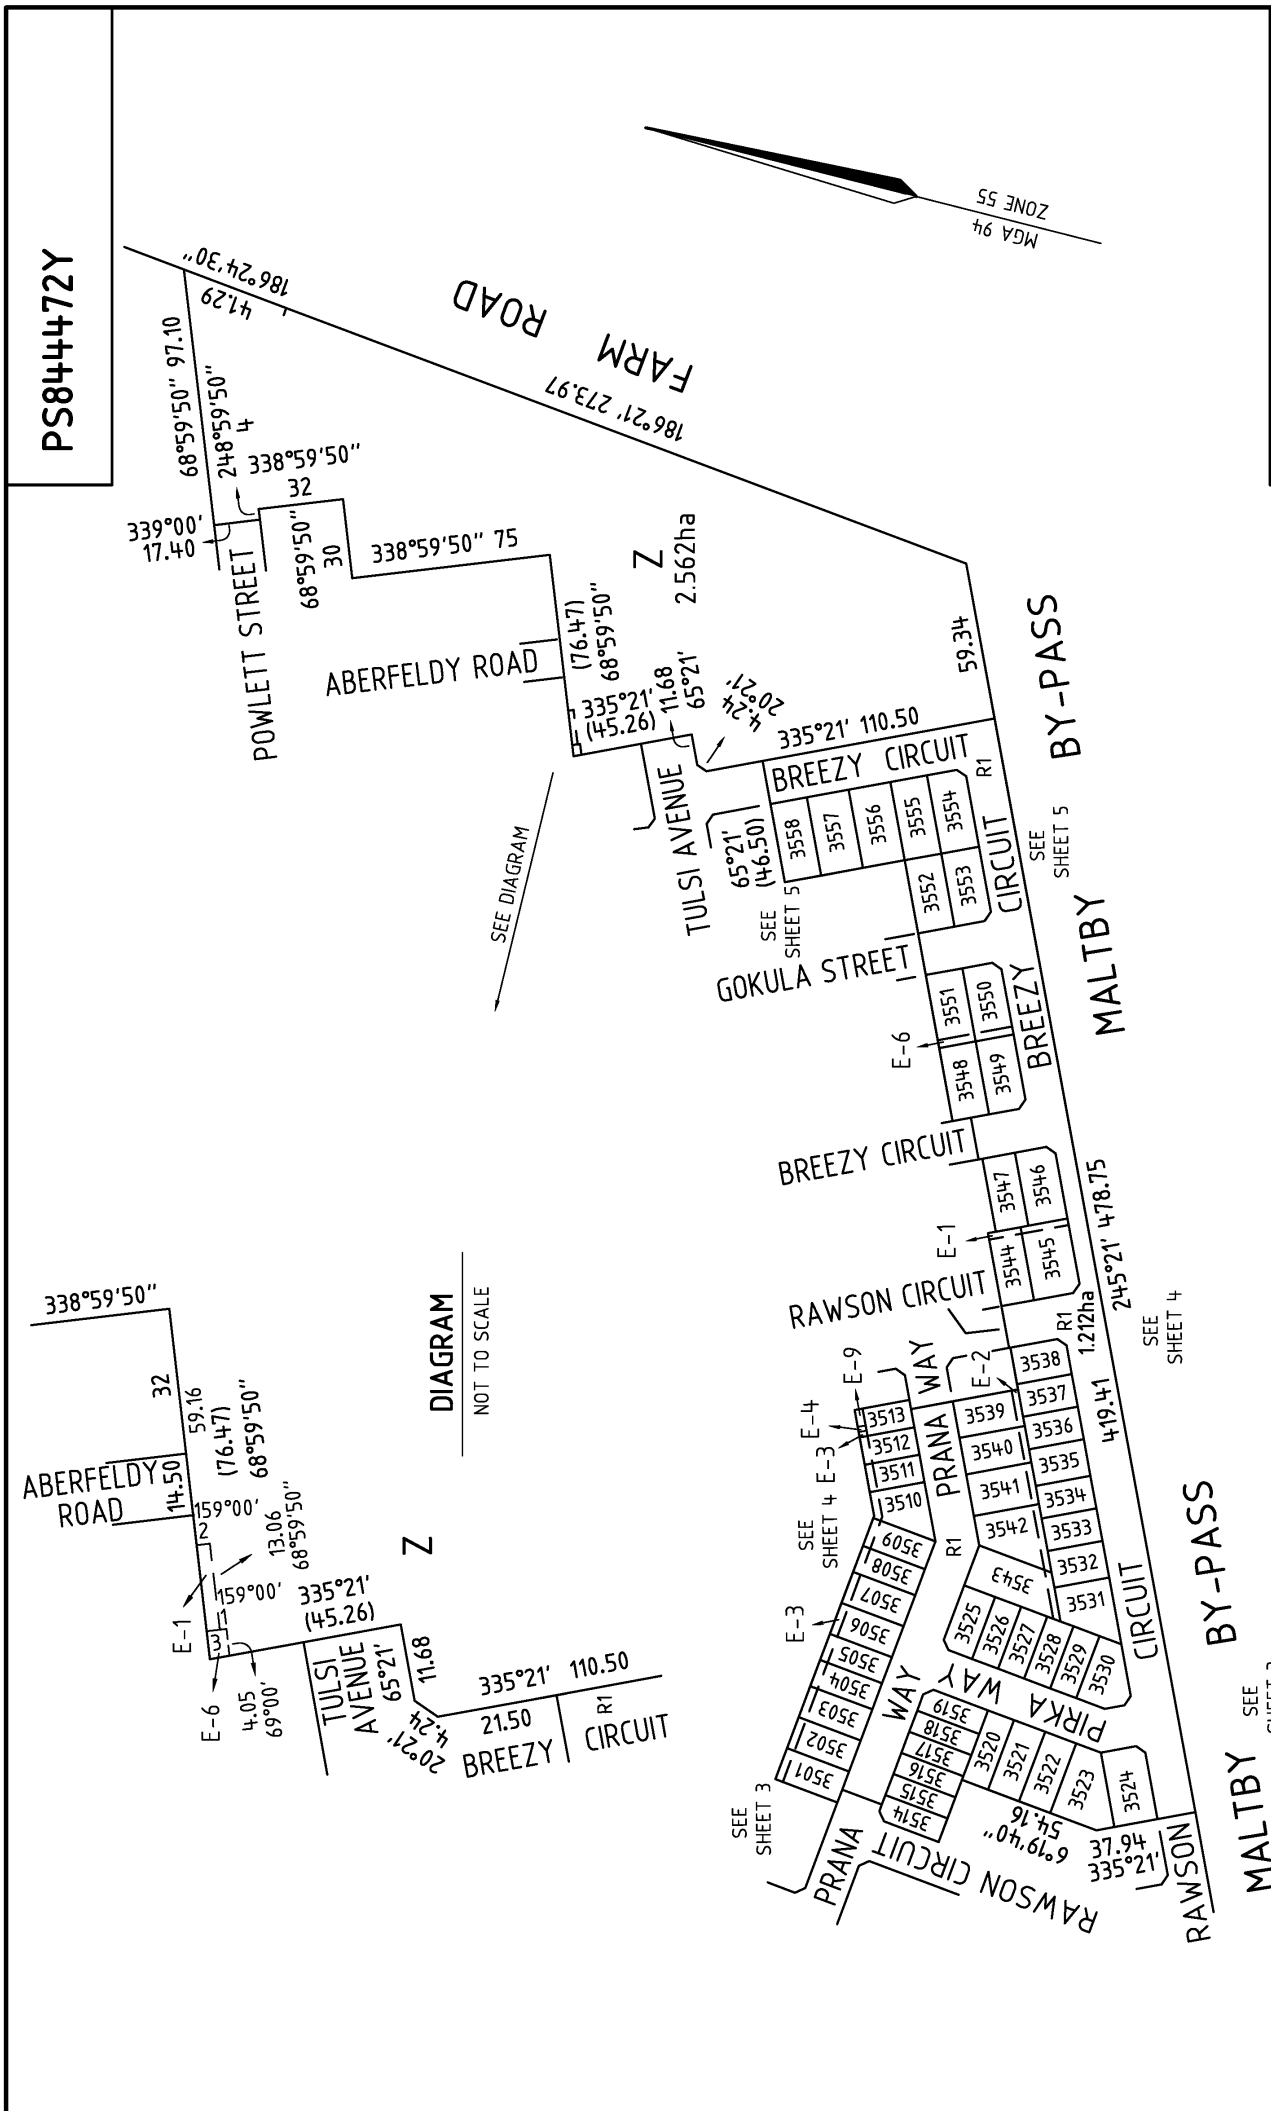 PS844472Y
MGA 94
ZONE 55
186°24'30"
41.29
68°59'50" 97.10
248°59'50"
4
338°59'50"
32
339°00'
17.40
POWLETT STREET
68°59'50"
30
338°59'50" 75
FARM ROAD
186°21' 273.97
Z
2.562ha
ABERFELDY ROAD
(76.47)
68°59'50"
335°21'
(45.26)
11.68
65°21'
4.24
20°21'
59.34
335°21' 110.50
BREEZY CIRCUIT
R1
TULSI AVENUE
65°21'
(46.50)
SEE DIAGRAM
3558
3557
3556
3555
3554
3552
3553
CIRCUIT
SEE
SHEET 5
SEE
SHEET 5
BY-PASS
MALTBY
GOKULA STREET
3551
3550
E-6
3548
3549
BREEZY
BREEZY CIRCUIT
3547
3546
E-1
3544
3545
RAWSON CIRCUIT
245°21' 478.75
R1
1.212ha
SEE
SHEET 4
419.41
3538
3537
3536
3535
3534
3533
3532
3531
E-2
PRANA WAY
3539
3540
3541
3542
3543
E-9
E-4
E-3
SEE
SHEET 4
3513
3512
3511
3510
R1
3509
3508
3507
3506
3505
3504
3503
3502
3501
E-3
3525
3526
3527
3528
3529
3530
CIRCUIT
PIRKA WAY
WAY
3519
3518
3517
3516
3515
3514
3520
3521
3522
3523
3524
6°19'40"
54.16
37.94
335°21'
SEE
SHEET 3
PRANA
RAWSON CIRCUIT
RAWSON
BY-PASS
MALTBY
SEE
338°59'50"
32
59.16
(76.47)
68°59'50"
ABERFELDY
ROAD
14.50
159°00'
2
13.06
68°59'50"
E-1
159°00'
3
E-6
4.05
69°00'
335°21'
(45.26)
TULSI
AVENUE
65°21'
11.68
20°21'
4.24
335°21' 110.50
21.50
BREEZY
R1
CIRCUIT
Z
DIAGRAM
NOT TO SCALE